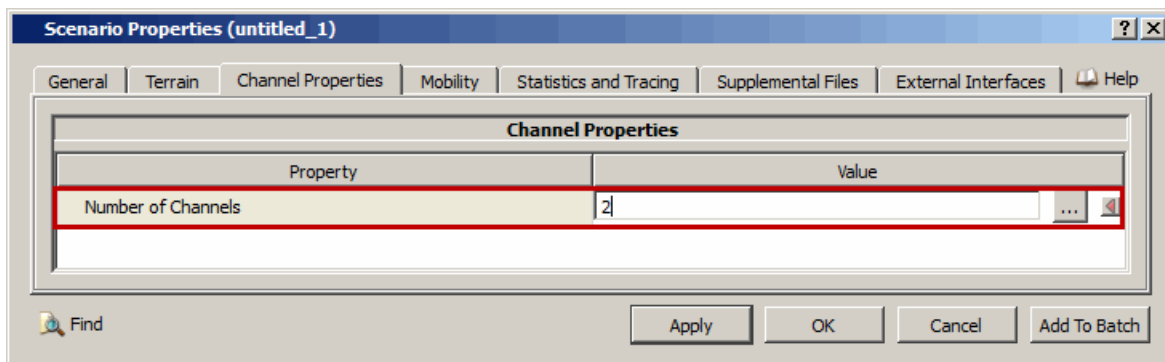 Scenario Properties (untitled_1)
General Terrain Channel Properties Mobility Statistics and Tracing Supplemental Files External Interfaces Help
Channel Properties
Property Value
Number of Channels 2 ...
Find Apply OK Cancel Add To Batch